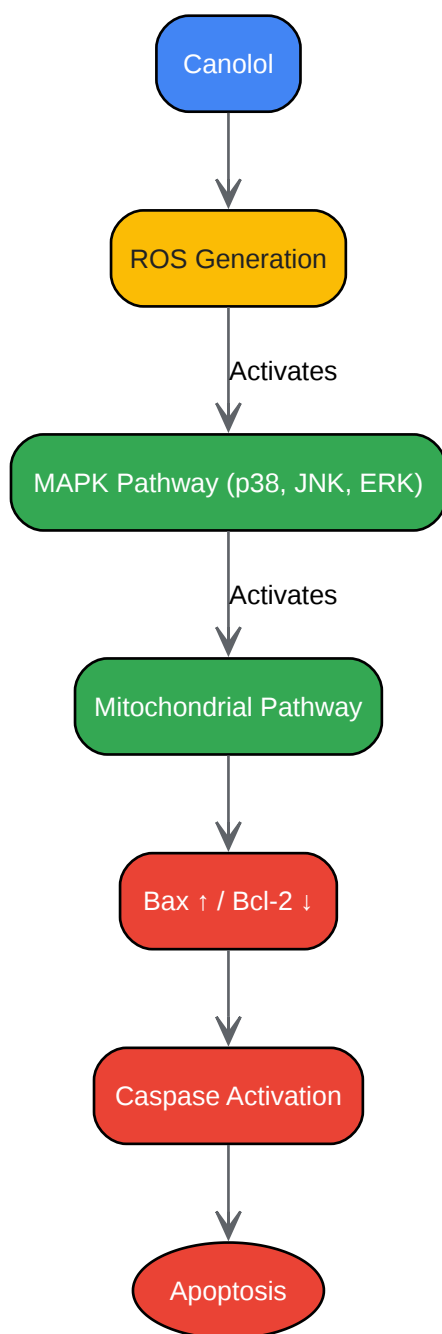 Canolol
ROS Generation
Activates
MAPK Pathway (p38, JNK, ERK)
Activates
Mitochondrial Pathway
Bax ↑ / Bcl-2 ↓
Caspase Activation
Apoptosis